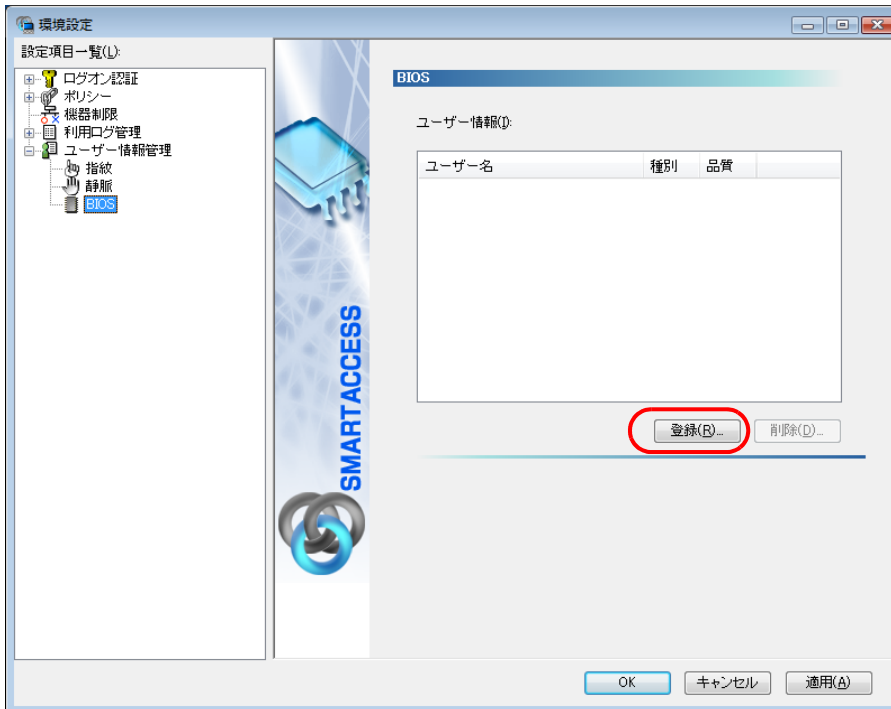 環境設定
設定項目一覧(L):
ログオン認証
ポリシー
機器制限
利用ログ管理
ユーザー情報管理
指紋
静脈
BIOS
SMARTACCESS
BIOS
ユーザー情報(I):
ユーザー名 種別 品質
登録(R)... 削除(D)...
OK キャンセル 適用(A)